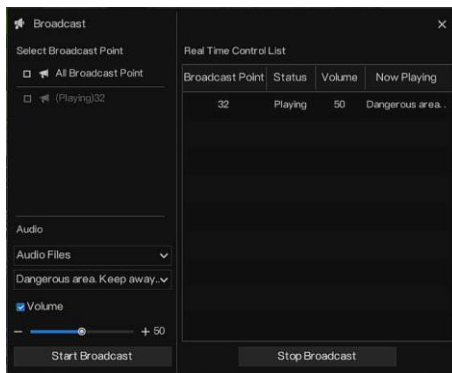 Broadcast
Select Broadcast Point
All Broadcast Point
(Playing)32
Audio
Audio Files
Dangerous area. Keep away..
Volume
50
Start Broadcast
Real Time Control List
Broadcast Point Status Volume Now Playing
32 Playing 50 Dangerous area..
Stop Broadcast